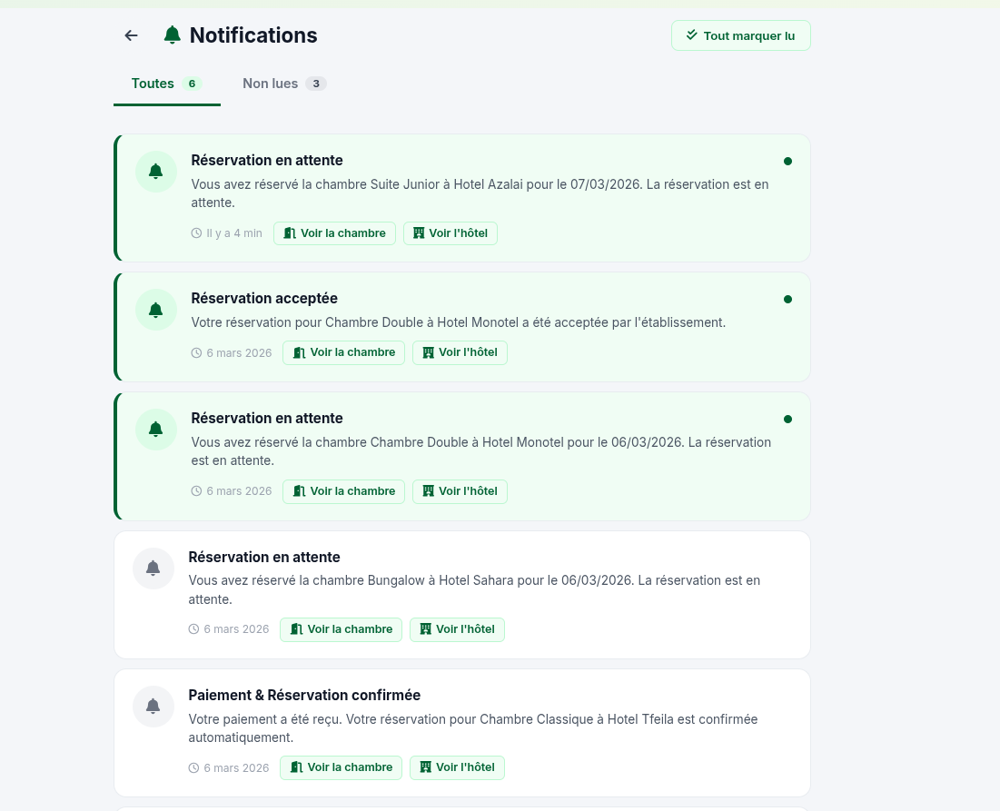 Notifications
Tout marquer lu
Toutes 6
Non lues 3
Réservation en attente
Vous avez réservé la chambre Suite Junior à Hotel Azalai pour le 07/03/2026. La réservation est en
attente.
Il y a 4 min Voir la chambre Voir l'hôtel
Réservation acceptée
Votre réservation pour Chambre Double à Hotel Monotel a été acceptée par l'établissement.
6 mars 2026 Voir la chambre Voir l'hôtel
Réservation en attente
Vous avez réservé la chambre Chambre Double à Hotel Monotel pour le 06/03/2026. La réservation
est en attente.
6 mars 2026 Voir la chambre Voir l'hôtel
Réservation en attente
Vous avez réservé la chambre Bungalow à Hotel Sahara pour le 06/03/2026. La réservation est en
attente.
6 mars 2026 Voir la chambre Voir l'hôtel
Paiement & Réservation confirmée
Votre paiement a été reçu. Votre réservation pour Chambre Classique à Hotel Tfeila est confirmée
automatiquement.
6 mars 2026 Voir la chambre Voir l'hôtel